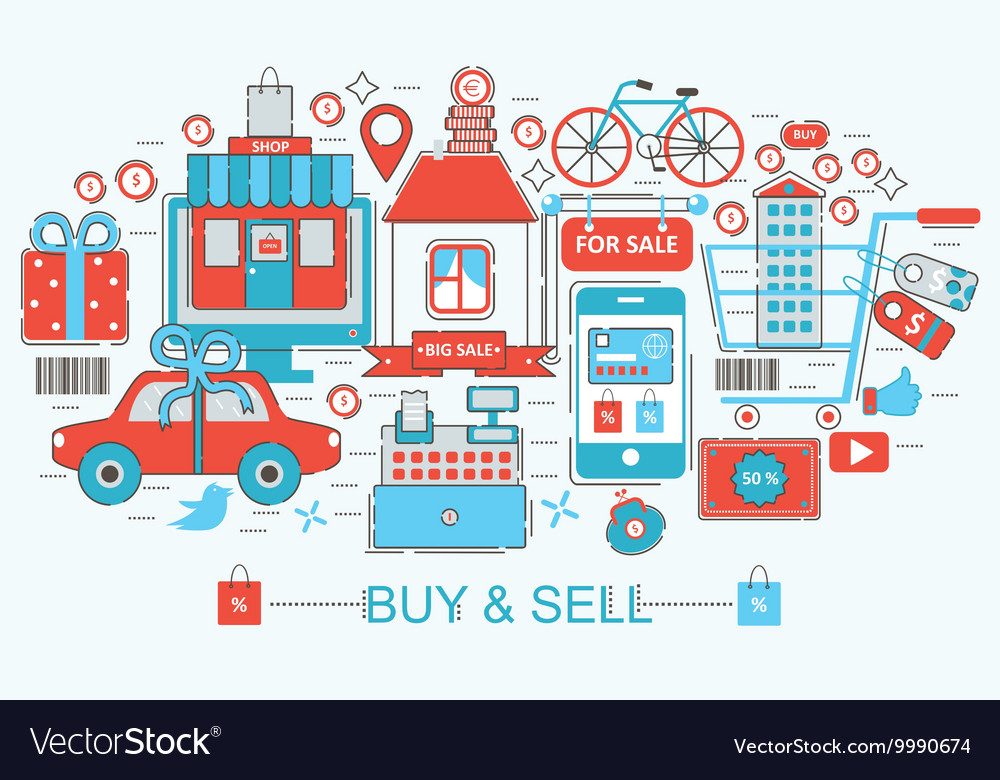 €
$
$
SHOP
$
$
$
BUY
$
$
$
$
$
OPEN
FOR SALE
$
$
BIG SALE
$
%
%
50 %
$
%
BUY & SELL
%
VectorStock®
VectorStock.com/9990674